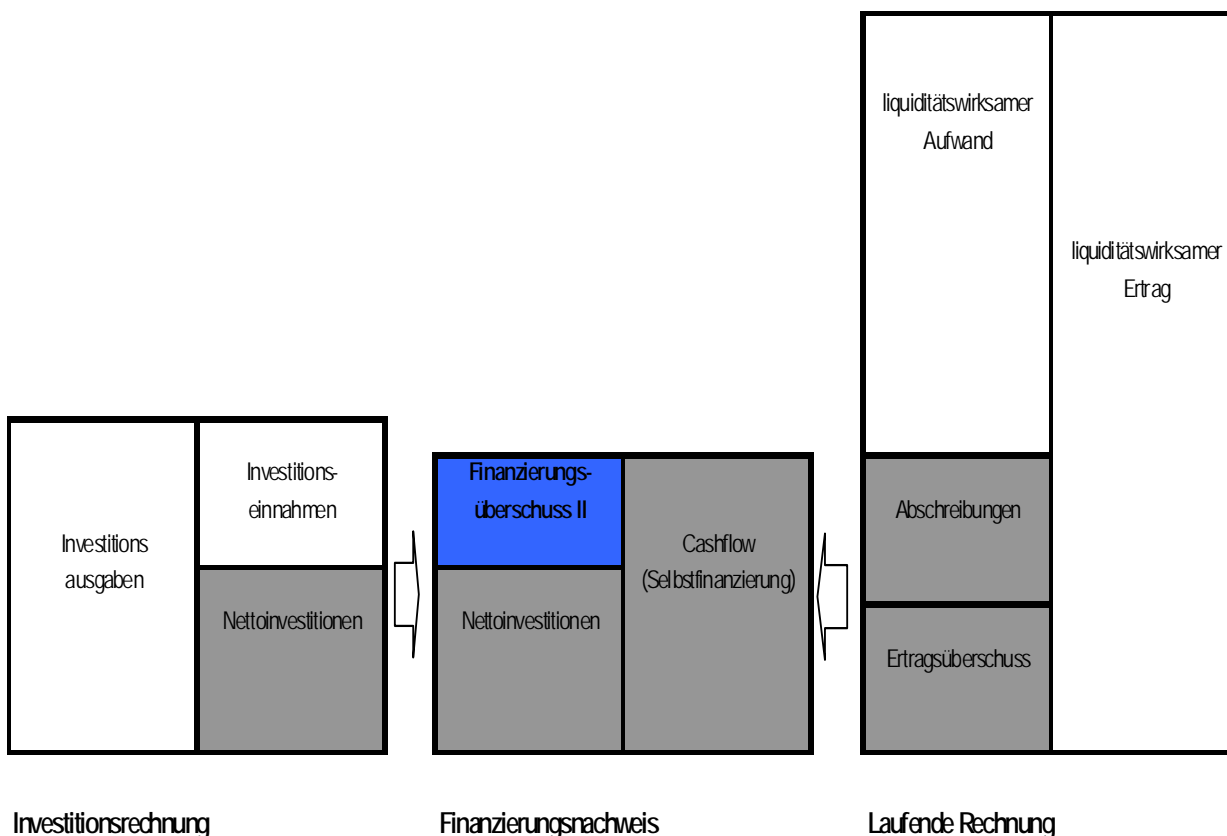 liquiditätswirksamer
Aufwand
liquiditätswirksamer
Ertrag
Investitions-
einnahmen
Investitions
ausgaben
Nettoinvestitionen
Finanzierungs-
überschuss II
Cashflow
(Selbstfinanzierung)
Nettoinvestitionen
Abschreibungen
Ertragsüberschuss
Investitionsrechnung
Finanzierungsnachweis
Laufende Rechnung